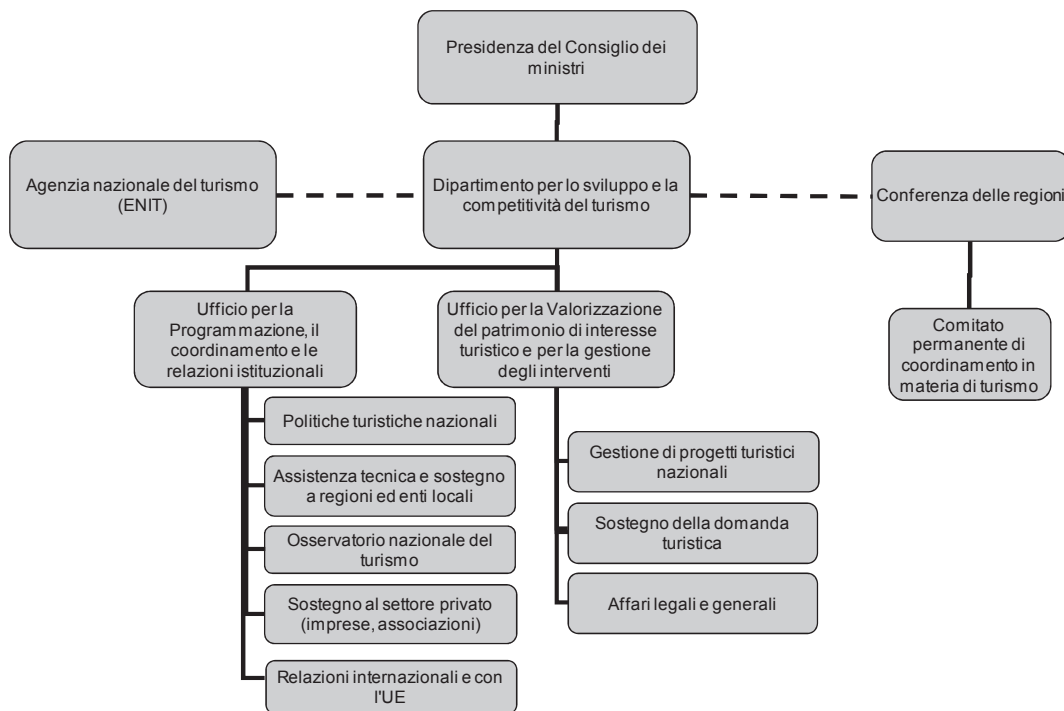 Presidenza del Consiglio dei
ministri
Agenzia nazionale del turismo
(ENIT)
Dipartimento per lo sviluppo e la
competitività del turismo
Conferenza delle regioni
Ufficio per la
Programmazione, il
coordinamento e le
relazioni istituzionali
Ufficio per la Valorizzazione
del patrimonio di interesse
turistico e per la gestione
degli interventi
Comitato
permanente di
coordinamento in
materia di turismo
Politiche turistiche nazionali
Assistenza tecnica e sostegno
a regioni ed enti locali
Osservatorio nazionale del
turismo
Sostegno al settore privato
(imprese, associazioni)
Relazioni internazionali e con
l'UE
Gestione di progetti turistici
nazionali
Sostegno della domanda
turistica
Affari legali e generali